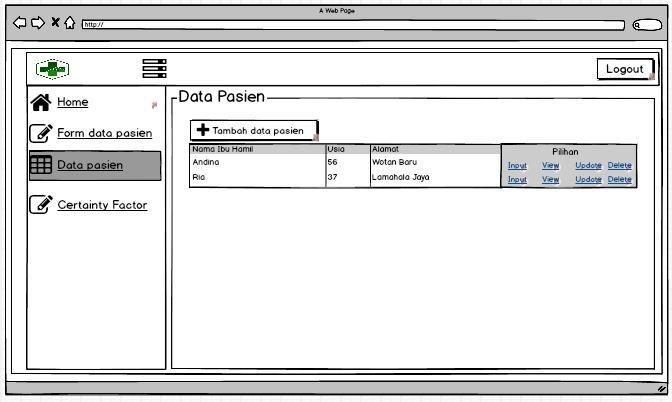 A Web Page
http://
Logout
Home
Form data pasien
Data pasien
Certainty Factor
Data Pasien
Tambah data pasien
Nama Ibu Hamil Usia Alamat Pilihan
Andina 56 Wotan Baru Input View Update Delete
Ria 37 Lamahala Jaya Input View Update Delete